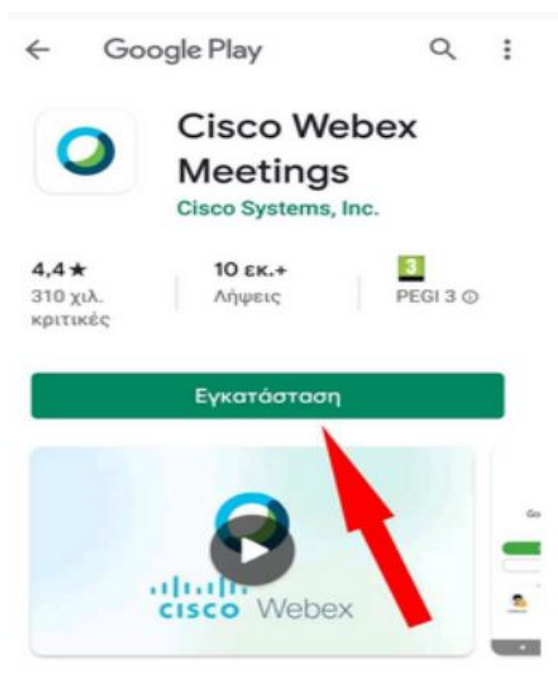 Google Play
Cisco Webex
Meetings
Cisco Systems, Inc.
4,4★
310 χιλ.
κριτικές
10 εκ.+
Λήψεις
3
PEGI 3
Εγκατάσταση
CISCO Webex
Go